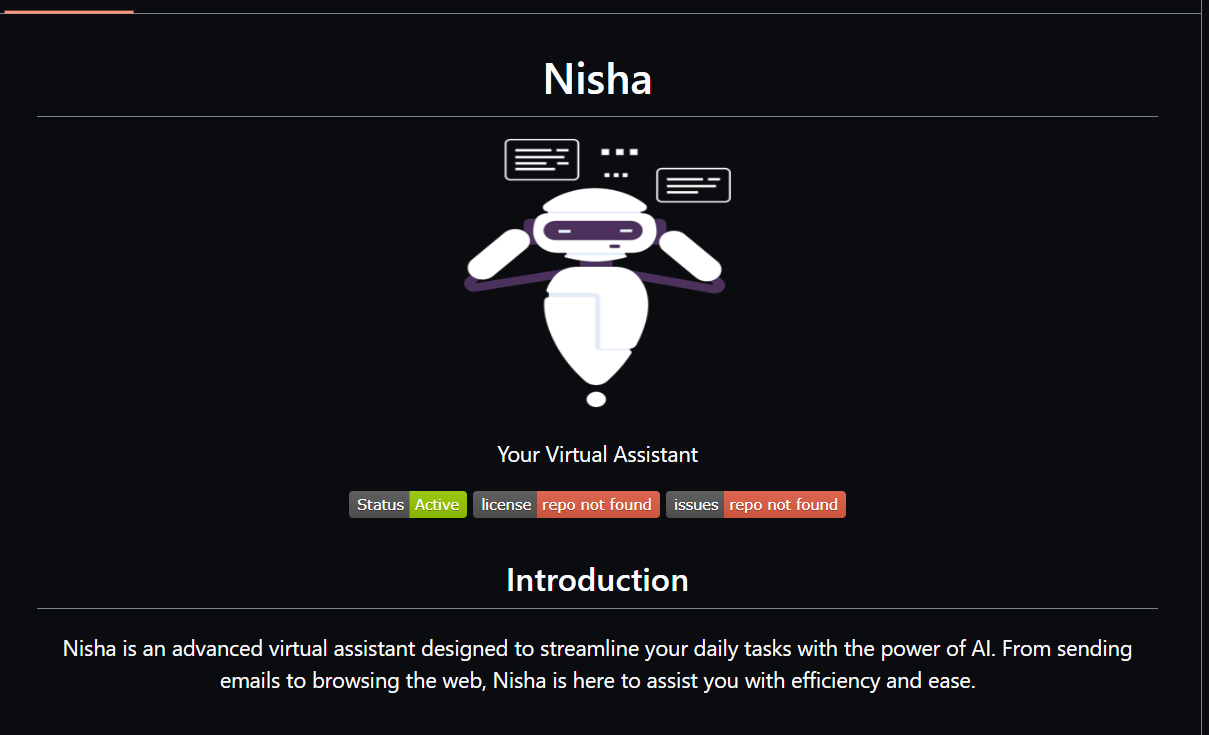 Nisha
Your Virtual Assistant
Status Active license repo not found issues repo not found
Introduction
Nisha is an advanced virtual assistant designed to streamline your daily tasks with the power of AI. From sending
emails to browsing the web, Nisha is here to assist you with efficiency and ease.